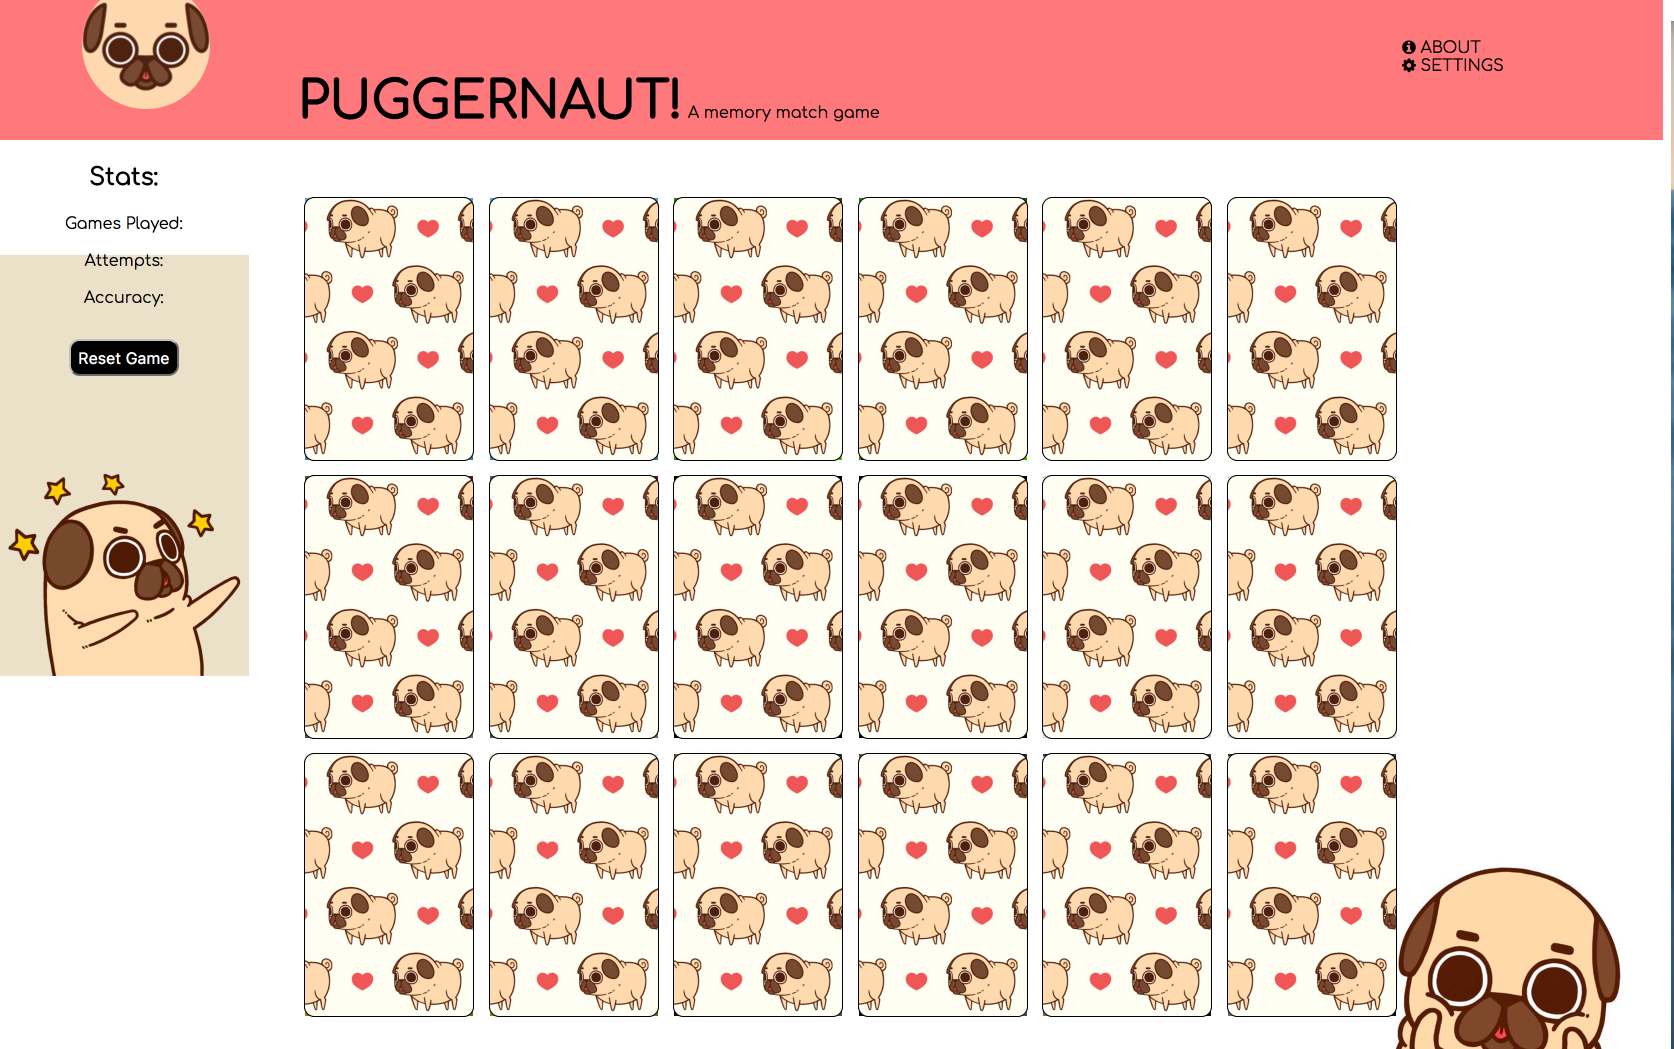 ABOUT
SETTINGS
PUGGERNAUT! A memory match game
Stats:
Games Played:
Attempts:
Accuracy:
Reset Game